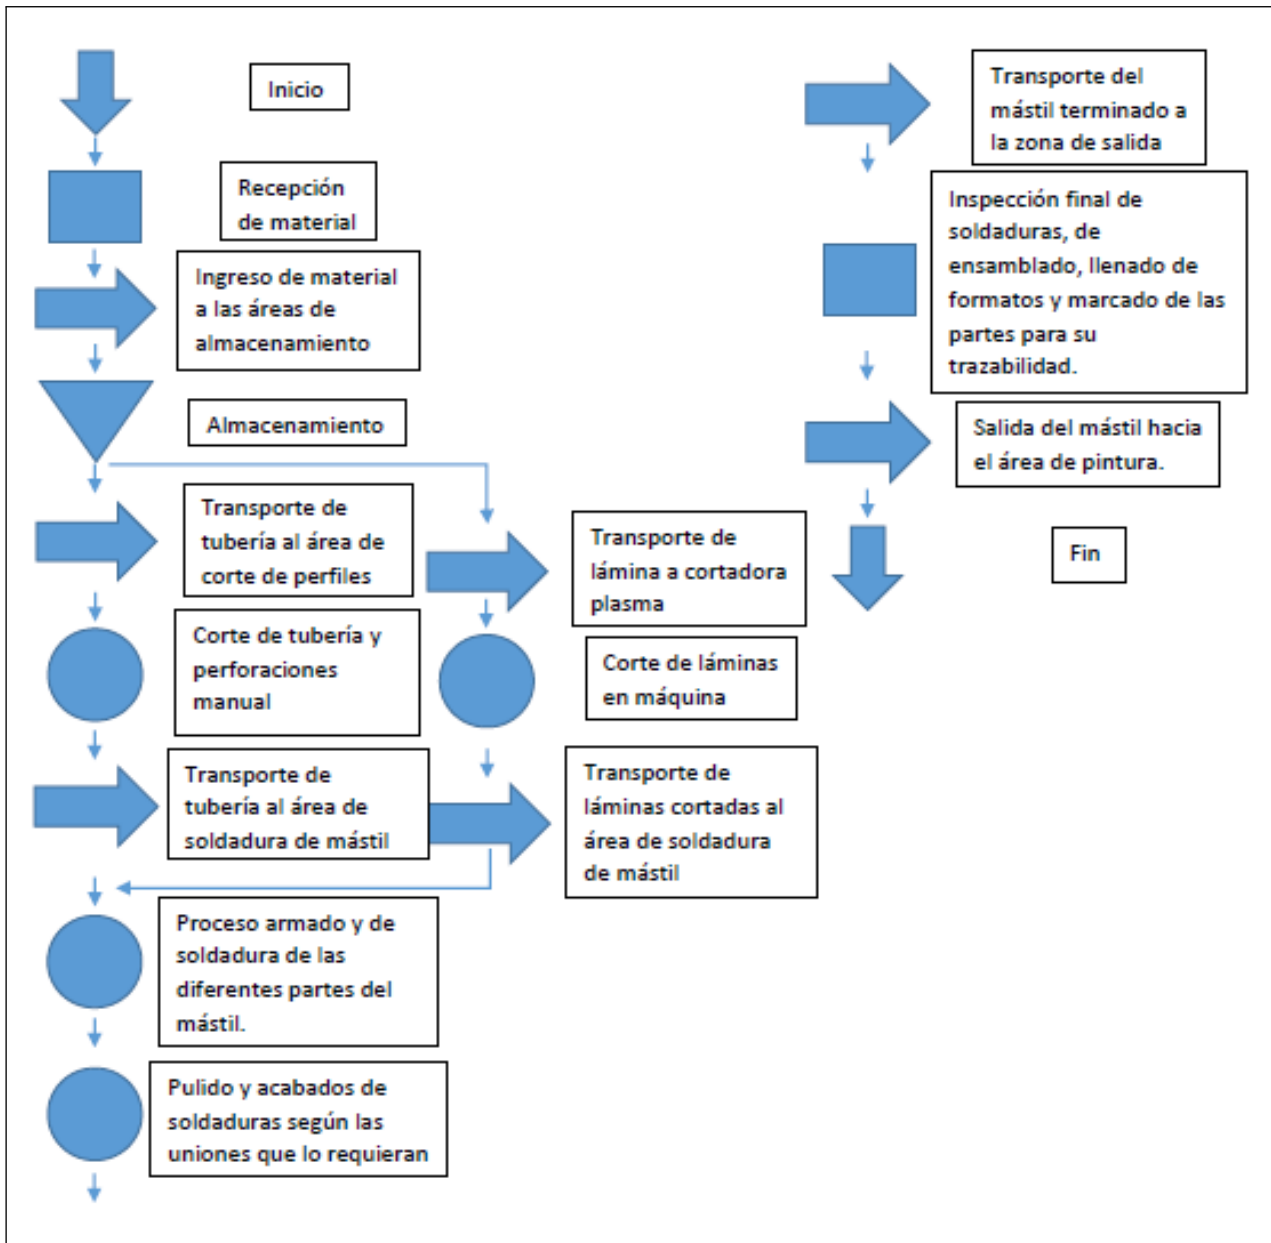 Inicio
Recepción
de material
Ingreso de material
a las áreas de
almacenamiento
Almacenamiento
Transporte de
tubería al área de
corte de perfiles
Transporte de
lámina a cortadora
plasma
Corte de tubería y
perforaciones
manual
Corte de láminas
en máquina
Transporte de
tubería al área de
soldadura de mástil
Transporte de
láminas cortadas al
área de soldadura
de mástil
Proceso armado y de
soldadura de las
diferentes partes del
mástil.
Pulido y acabados de
soldaduras según las
uniones que lo requieran
Transporte del
mástil terminado a
la zona de salida
Inspección final de
soldaduras, de
ensamblado, llenado de
formatos y marcado de las
partes para su
trazabilidad.
Salida del mástil hacia
el área de pintura.
Fin